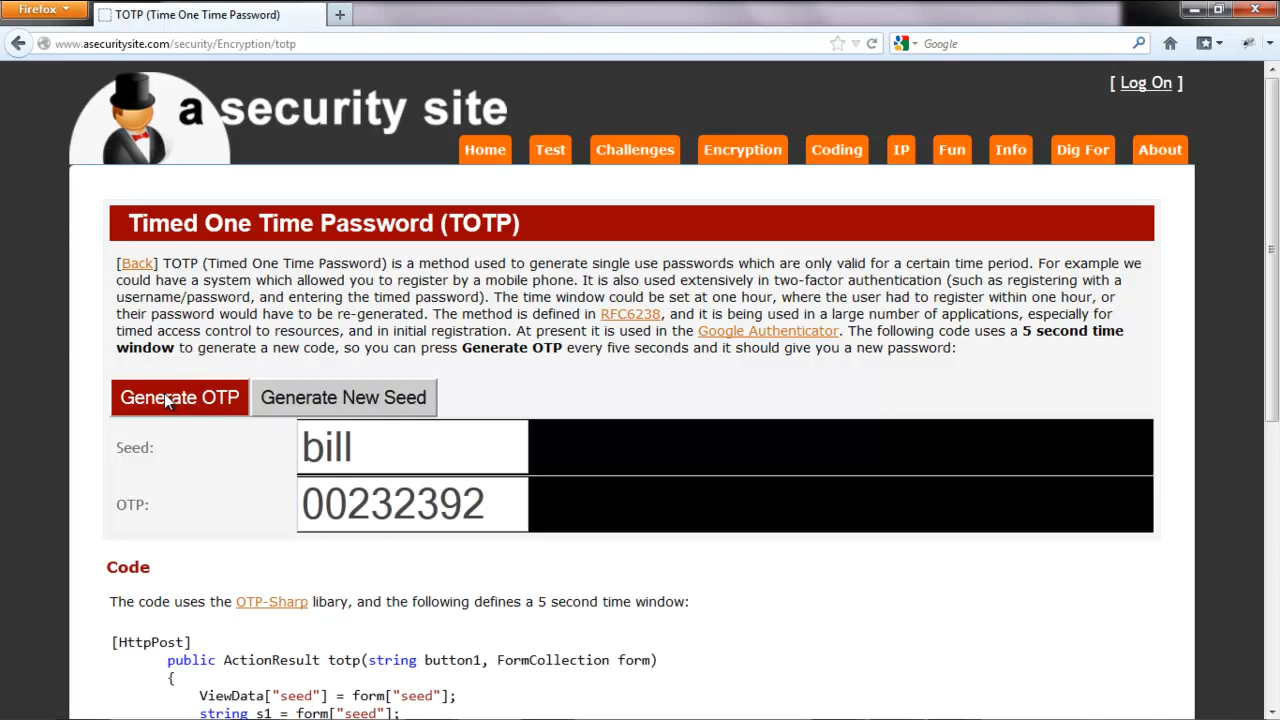 Firefox
TOTP (Time One Time Password)
www.asecuritysite.com/security/Encryption/totp
Google
[ Log On ]
a security site
Home Test Challenges Encryption Coding IP Fun Info Dig For About
Timed One Time Password (TOTP)
[Back] TOTP (Timed One Time Password) is a method used to generate single use passwords which are only valid for a certain time period. For example we
could have a system which allowed you to register by a mobile phone. It is also used extensively in two-factor authentication (such as registering with a
username/password, and entering the timed password). The time window could be set at one hour, where the user had to register within one hour, or
their password would have to be re-generated. The method is defined in RFC6238, and it is being used in a large number of applications, especially for
timed access control to resources, and in initial registration. At present it is used in the Google Authenticator. The following code uses a 5 second time
window to generate a new code, so you can press Generate OTP every five seconds and it should give you a new password:
Generate OTP Generate New Seed
Seed: bill
OTP: 00232392
Code
The code uses the OTP-Sharp libary, and the following defines a 5 second time window:
[HttpPost]
public ActionResult totp(string button1, FormCollection form)
{
ViewData["seed"] = form["seed"];
string s1 = form["seed"];